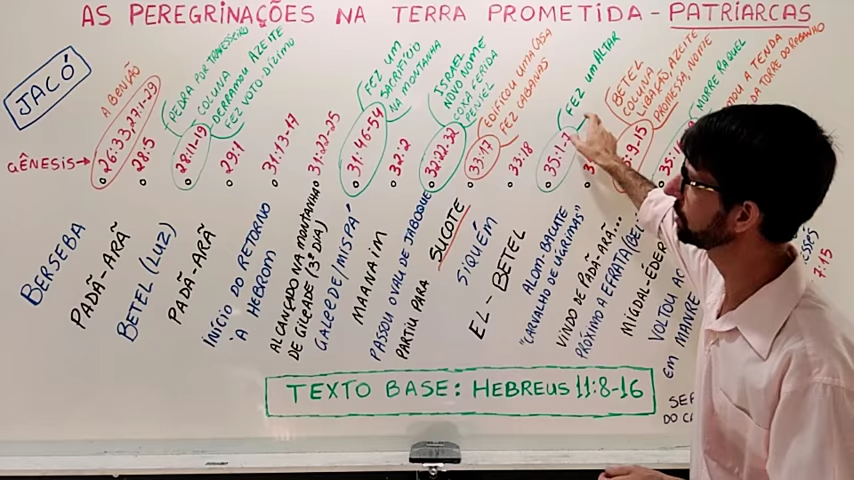 AS PEREGRINAÇÕES NA TERRA PROMETIDA - PATRIARCAS
JACÓ
GÊNESIS→
A BENÇÃO
26:33, 27:1-29
28:5
PEDRA POR TRAVESSEIRO
COLUNA
DERRAMOU AZEITE
FEZ VOTO-DÍZIMO
28:11-19
29:1
31:13-17
31:22-25
FEZ UM
SACRIFÍCIO
NA MONTANHA
31:46-54
32:2
ISRAEL
NOVO NOME
COXA FERIDA
PENIEL
32:22,32
EDIFICOU UMA CASA
FEZ CABANAS
33:17
33:18
FEZ UM ALTAR
35:1-7
BETEL
COLUNA
LIBAÇÃO, AZEITE
PROMESSA, NOME
9-15
MORRE RAQUEL
A TENDA
DA TORRE DO REBANHO
BERSEBA
PADÃ-ARÃ
BETEL (LUZ)
PADÃ-ARÃ
INÍCIO DO RETORNO
À HEBROM
ALCANÇADO NA MONTANHA
DE GILEADE (3º DIA)
GALEEDE/MISPÁ
MAANAIM
PASSOU O VAU DE JABOQUE
PARTIU PARA SUCOTE
SIQUÉM
EL-BETEL
ALOM-BACUTE
"CARVALHO DE LÁGRIMAS"
VINDO DE PADÃ-ARÃ...
PRÓXIMO A EFRATA (BEL
MIGDAL-ÉDER
VOLTOU AO
EM MANRE
7:15
TEXTO BASE: HEBREUS 11:8-16